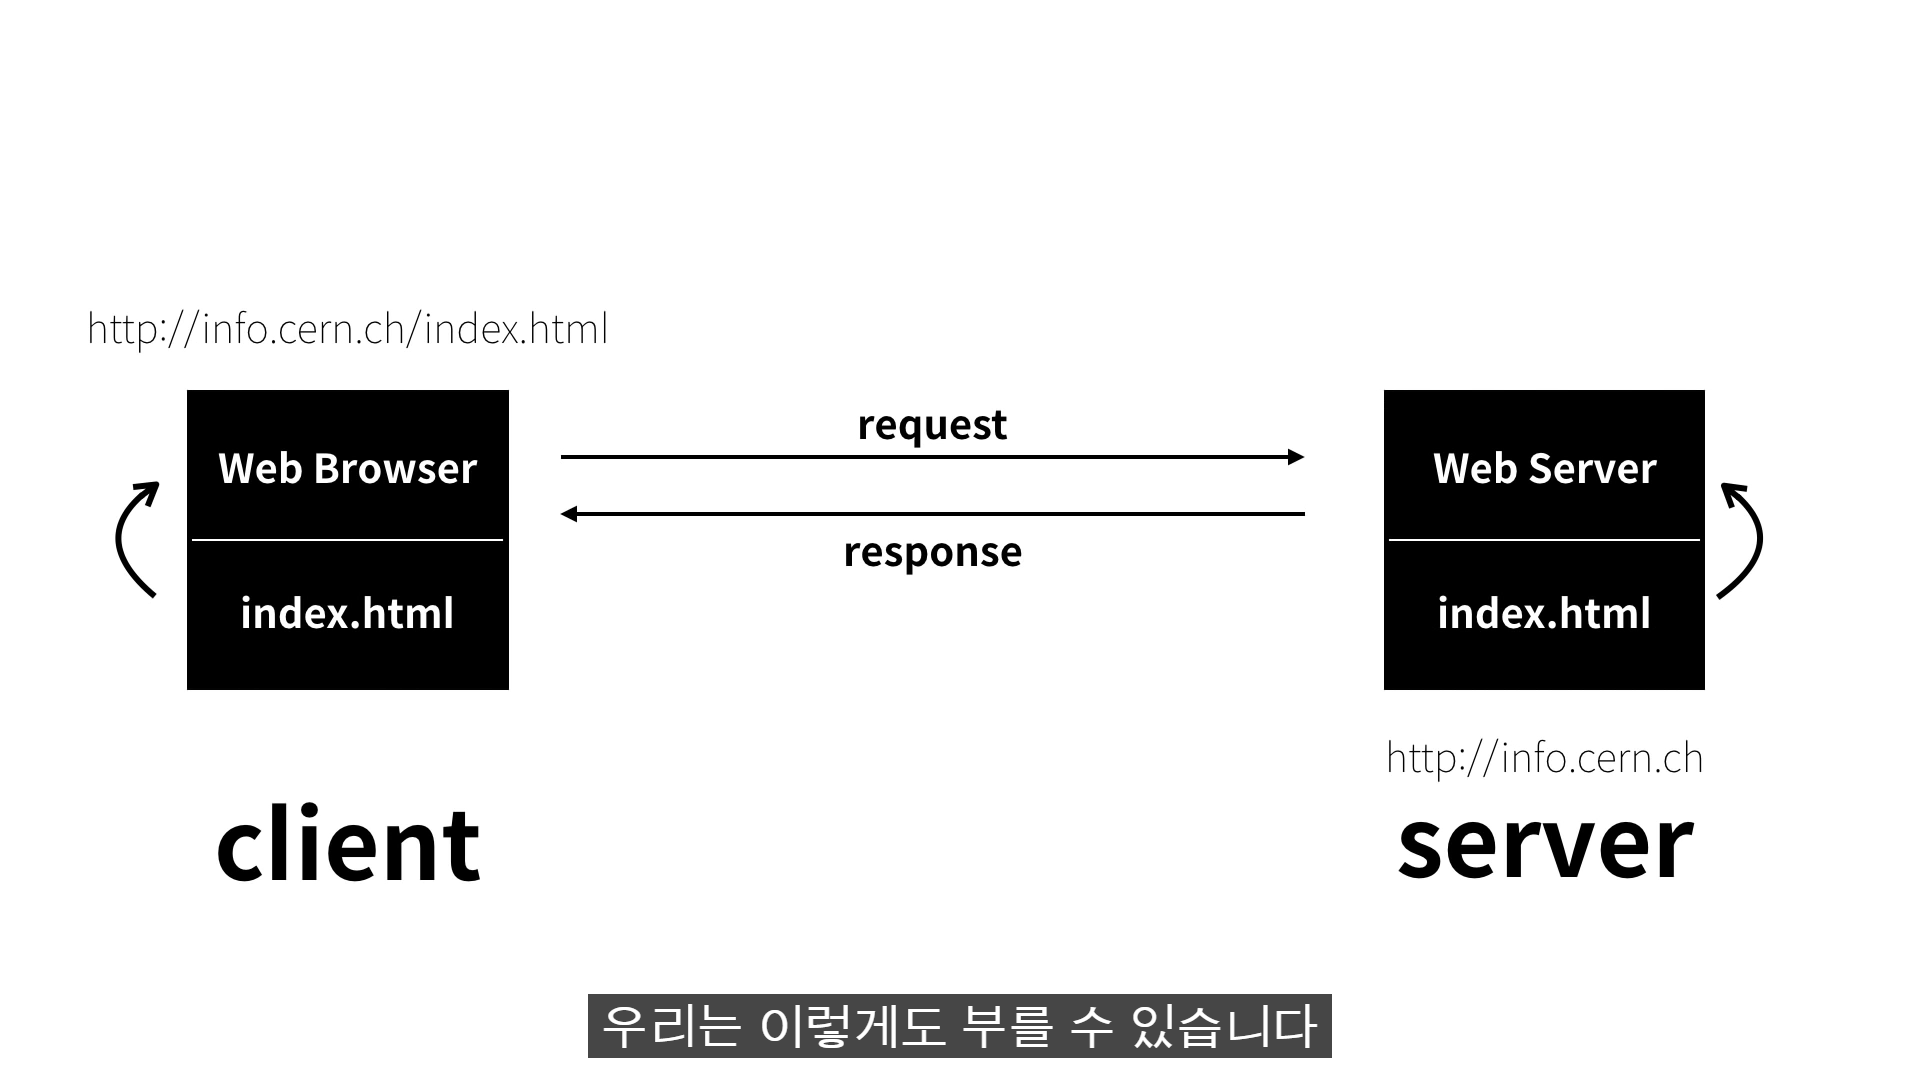 http://info.cern.ch/index.html
Web Browser
index.html
request
response
Web Server
index.html
http://info.cern.ch
client
server
우리는 이렇게도 부를 수 있습니다